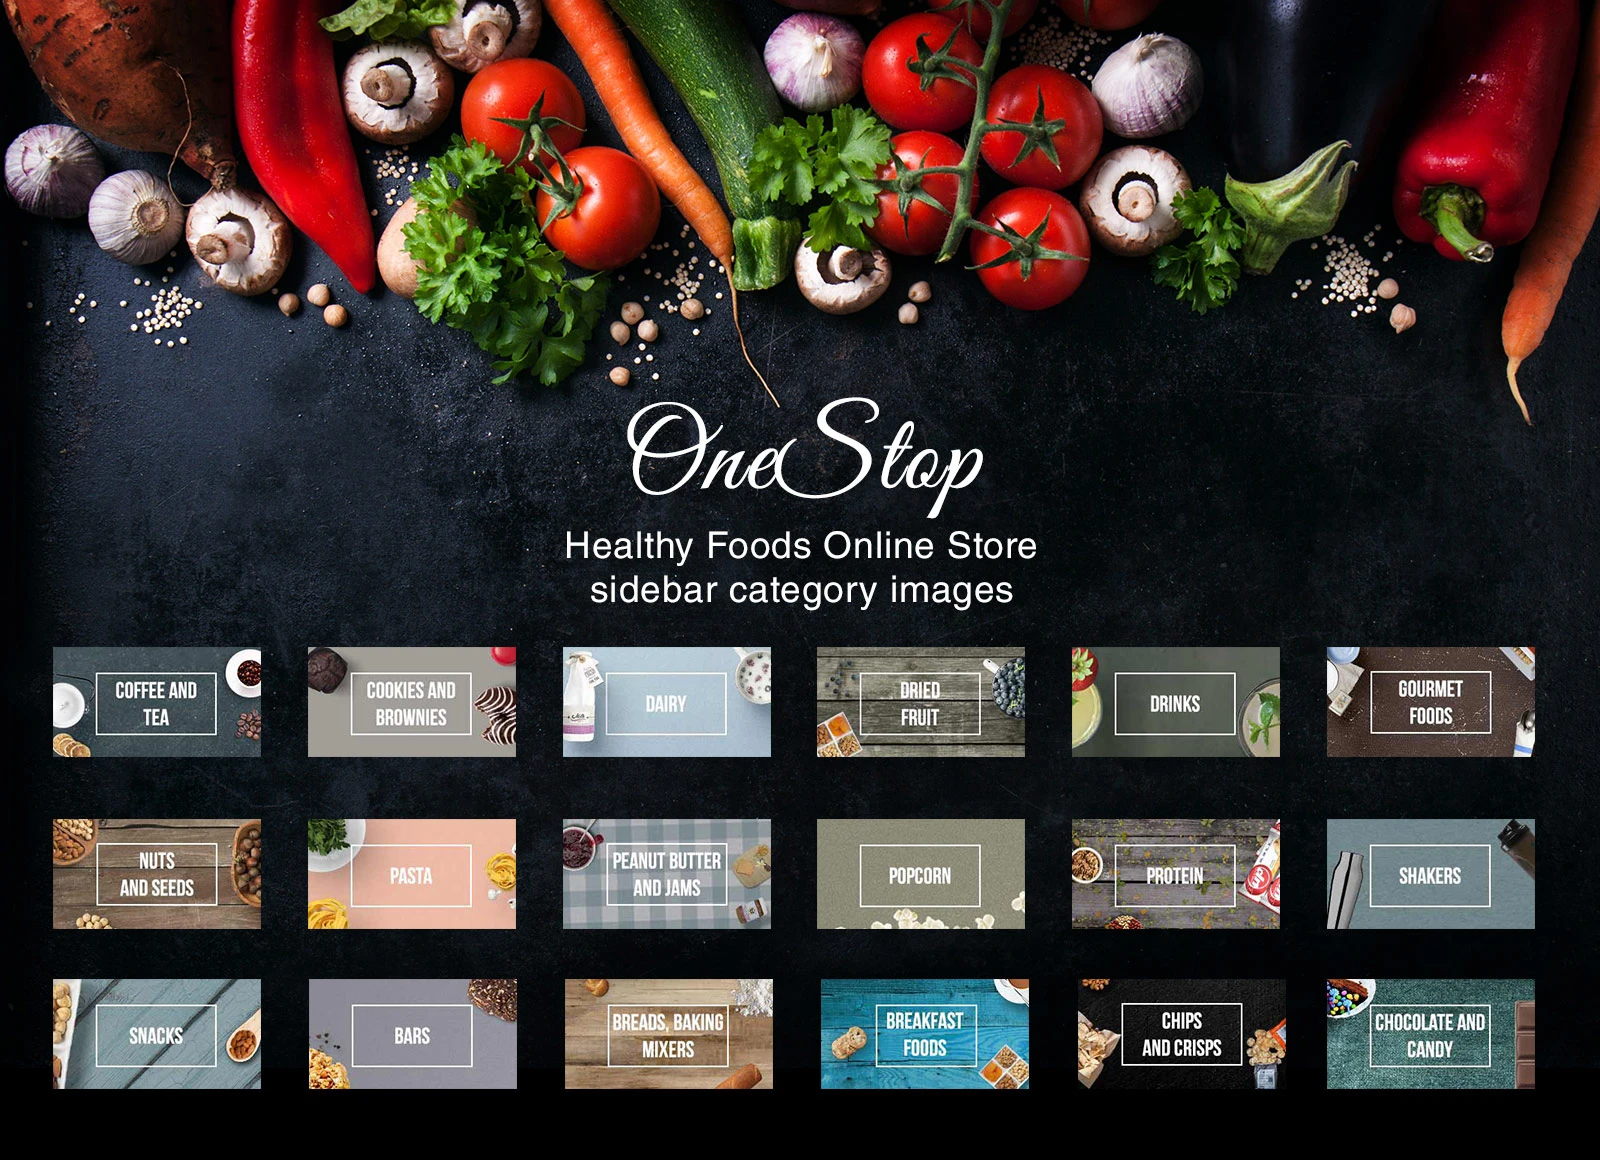 OneStop
Healthy Foods Online Store
sidebar category images
COFFEE AND
TEA
COOKIES AND
BROWNIES
DAIRY
DRIED
FRUIT
DRINKS
GOURMET
FOODS
NUTS
AND SEEDS
PASTA
PEANUT BUTTER
AND JAMS
POPCORN
PROTEIN
SHAKERS
SNACKS
BARS
BREADS, BAKING
MIXERS
BREAKFAST
FOODS
CHIPS
AND CRISPS
CHOCOLATE AND
CANDY